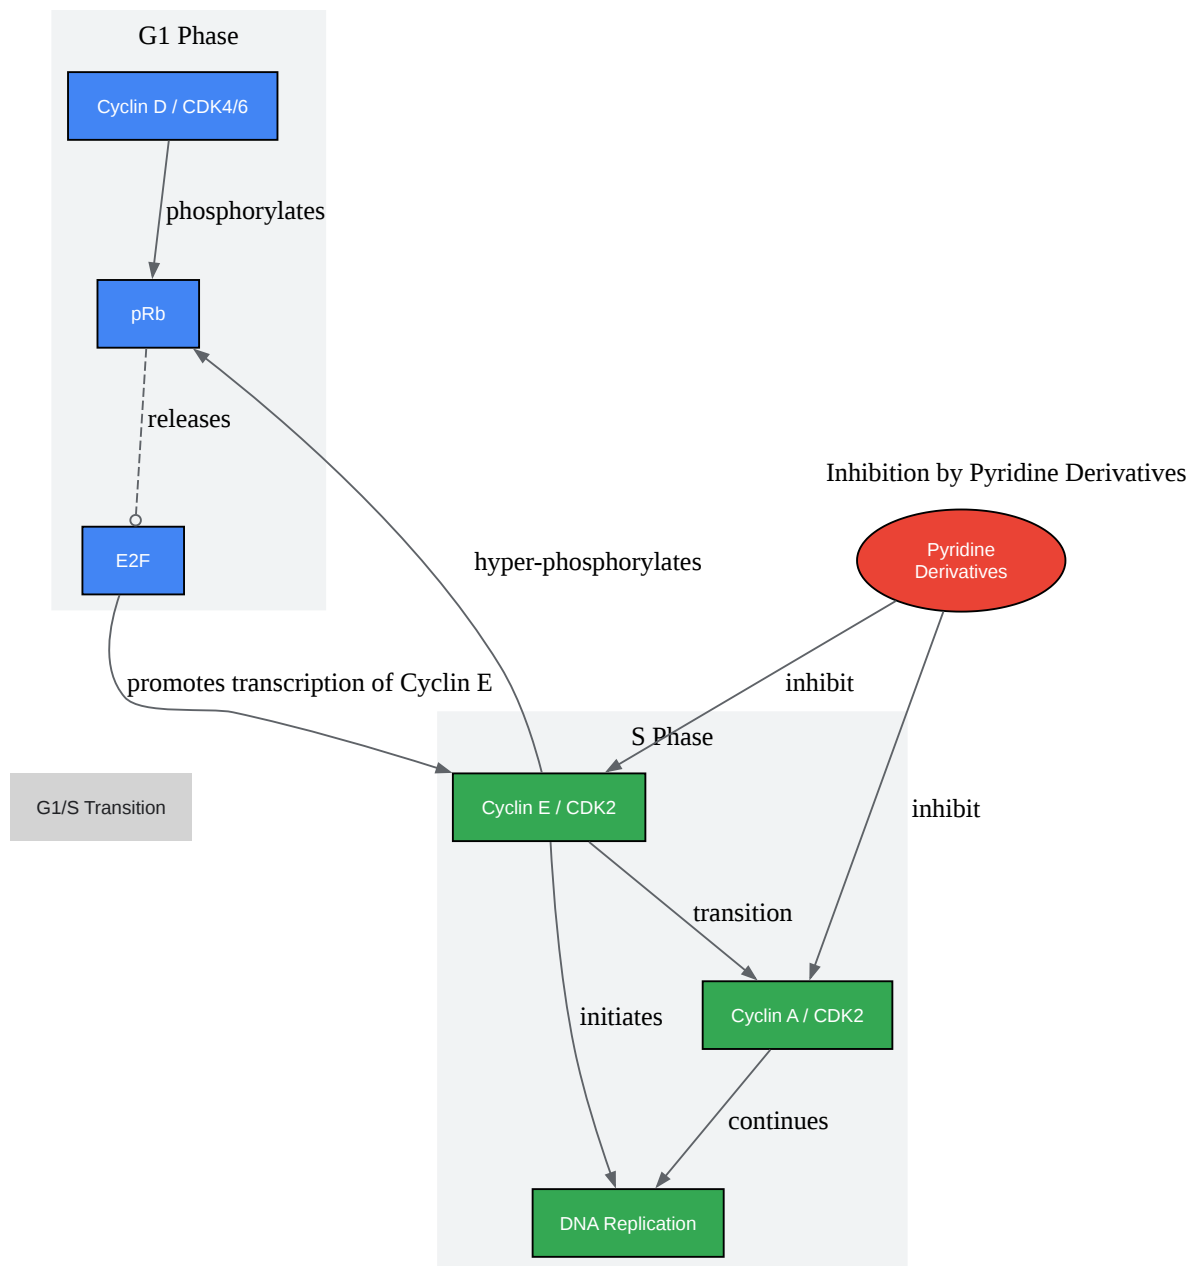 G1 Phase
Cyclin D / CDK4/6
phosphorylates
pRb
releases
Inhibition by Pyridine Derivatives
Pyridine
Derivatives
E2F
hyper-phosphorylates
promotes transcription of Cyclin E
inhibit
S Phase
G1/S Transition
Cyclin E / CDK2
inhibit
transition
Cyclin A / CDK2
initiates
continues
DNA Replication